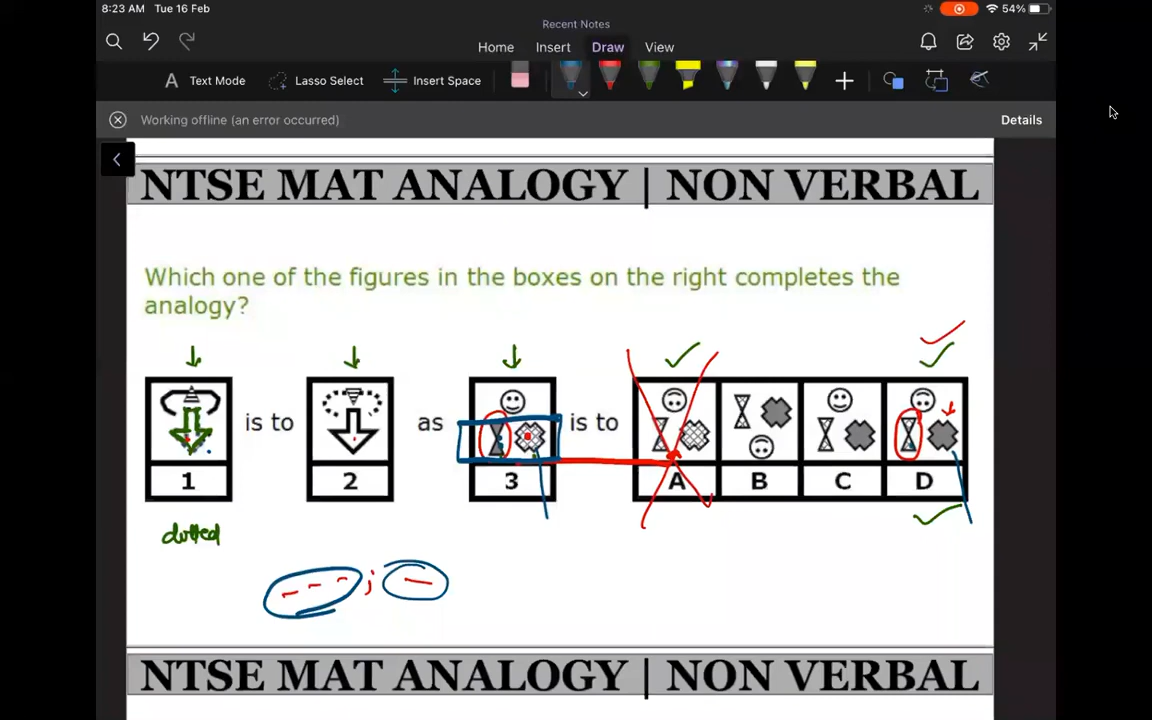 8:23 AM Tue 16 Feb
54%
Recent Notes
Home Insert Draw View
A Text Mode Lasso Select Insert Space
Working offline (an error occurred) Details
NTSE MAT ANALOGY | NON VERBAL
Which one of the figures in the boxes on the right completes the
analogy?
is to as is to
1 2 3 A B C D
dotted
NTSE MAT ANALOGY | NON VERBAL